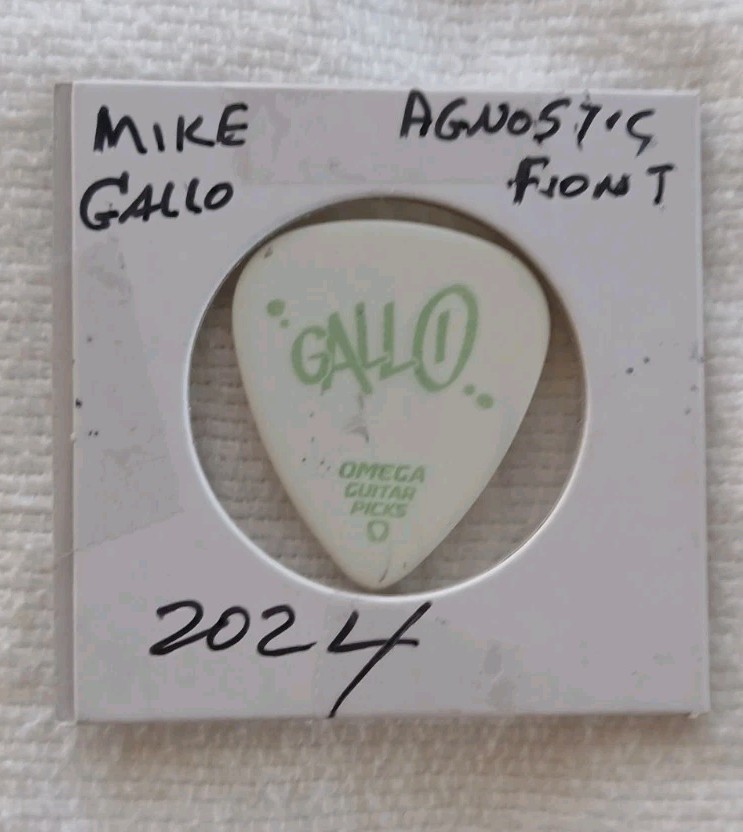 MIKE
GALLO
AGNOSTIC
FRONT
GALLO
OMEGA
GUITAR
PICKS
2024